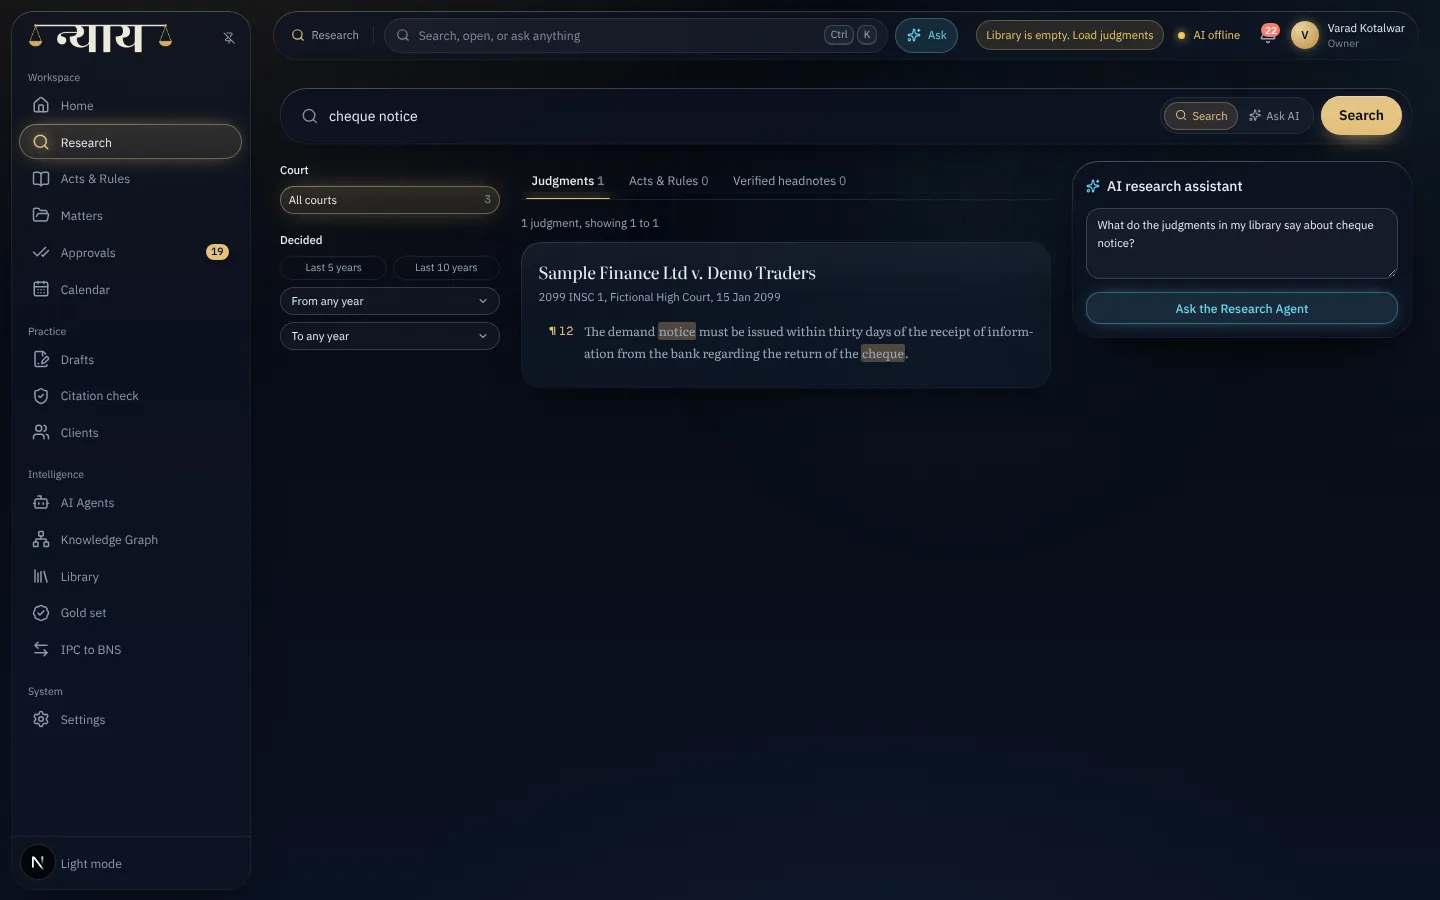 न्याय
Workspace
Home
Research
Acts & Rules
Matters
Approvals 19
Calendar
Practice
Drafts
Citation check
Clients
Intelligence
AI Agents
Knowledge Graph
Library
Gold set
IPC to BNS
System
Settings
N Light mode
Research Search, open, or ask anything Ctrl K Ask Library is empty. Load judgments AI offline 22 V Varad Kotalwar
Owner
cheque notice Search Ask AI Search
Court
All courts 3
Decided
Last 5 years Last 10 years
From any year
To any year
Judgments 1 Acts & Rules 0 Verified headnotes 0
1 judgment, showing 1 to 1
Sample Finance Ltd v. Demo Traders
2099 INSC 1, Fictional High Court, 15 Jan 2099
¶ 12 The demand notice must be issued within thirty days of the receipt of inform-
ation from the bank regarding the return of the cheque.
AI research assistant
What do the judgments in my library say about cheque
notice?
Ask the Research Agent